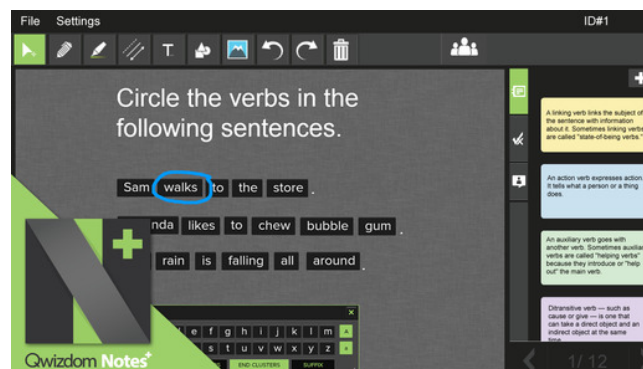 File Settings ID#1
T
Circle the verbs in the
following sentences.
Sam walks to the store .
likes to chew bubble gum .
rain is falling all around .
e f g h i j k l m
s t u v w x y z
END CLUSTERS SUFFIX
A linking verb links the subject of
the sentence with information
about it. Sometimes linking verbs
are called "state-of-being verbs."
An action verb expresses action.
It tells what a person or a thing
does.
An auxiliary verb goes with
another verb. Sometimes auxiliary
verbs are called "helping verbs"
because they introduce or "help
out" the main verb.
Ditransitive verb — such as
cause or give — is one that
can take a direct object and an
indirect object at the same
time.
1/12
Qwizdom Notes+